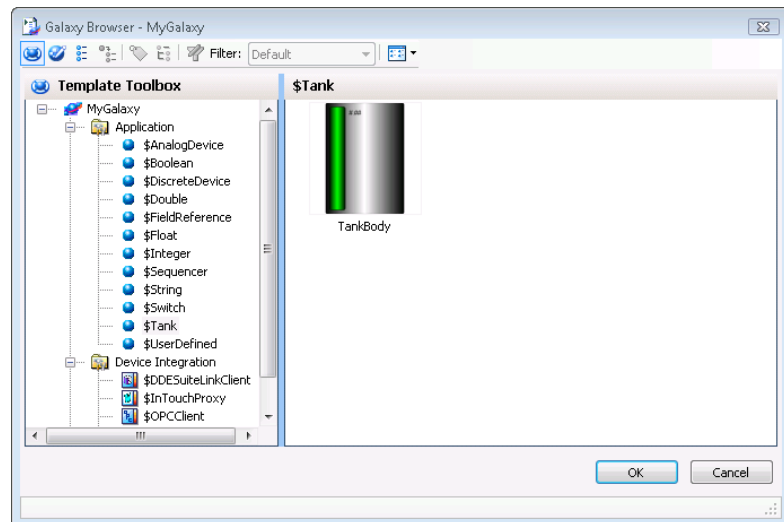 Galaxy Browser - MyGalaxy
Filter: Default
Template Toolbox
$Tank
MyGalaxy
Application
$AnalogDevice
$Boolean
$DiscreteDevice
$Double
$FieldReference
$Float
$Integer
$Sequencer
$String
$Switch
$Tank
$UserDefined
Device Integration
$DDESuiteLinkClient
$InTouchProxy
$OPCClient
TankBody
OK Cancel